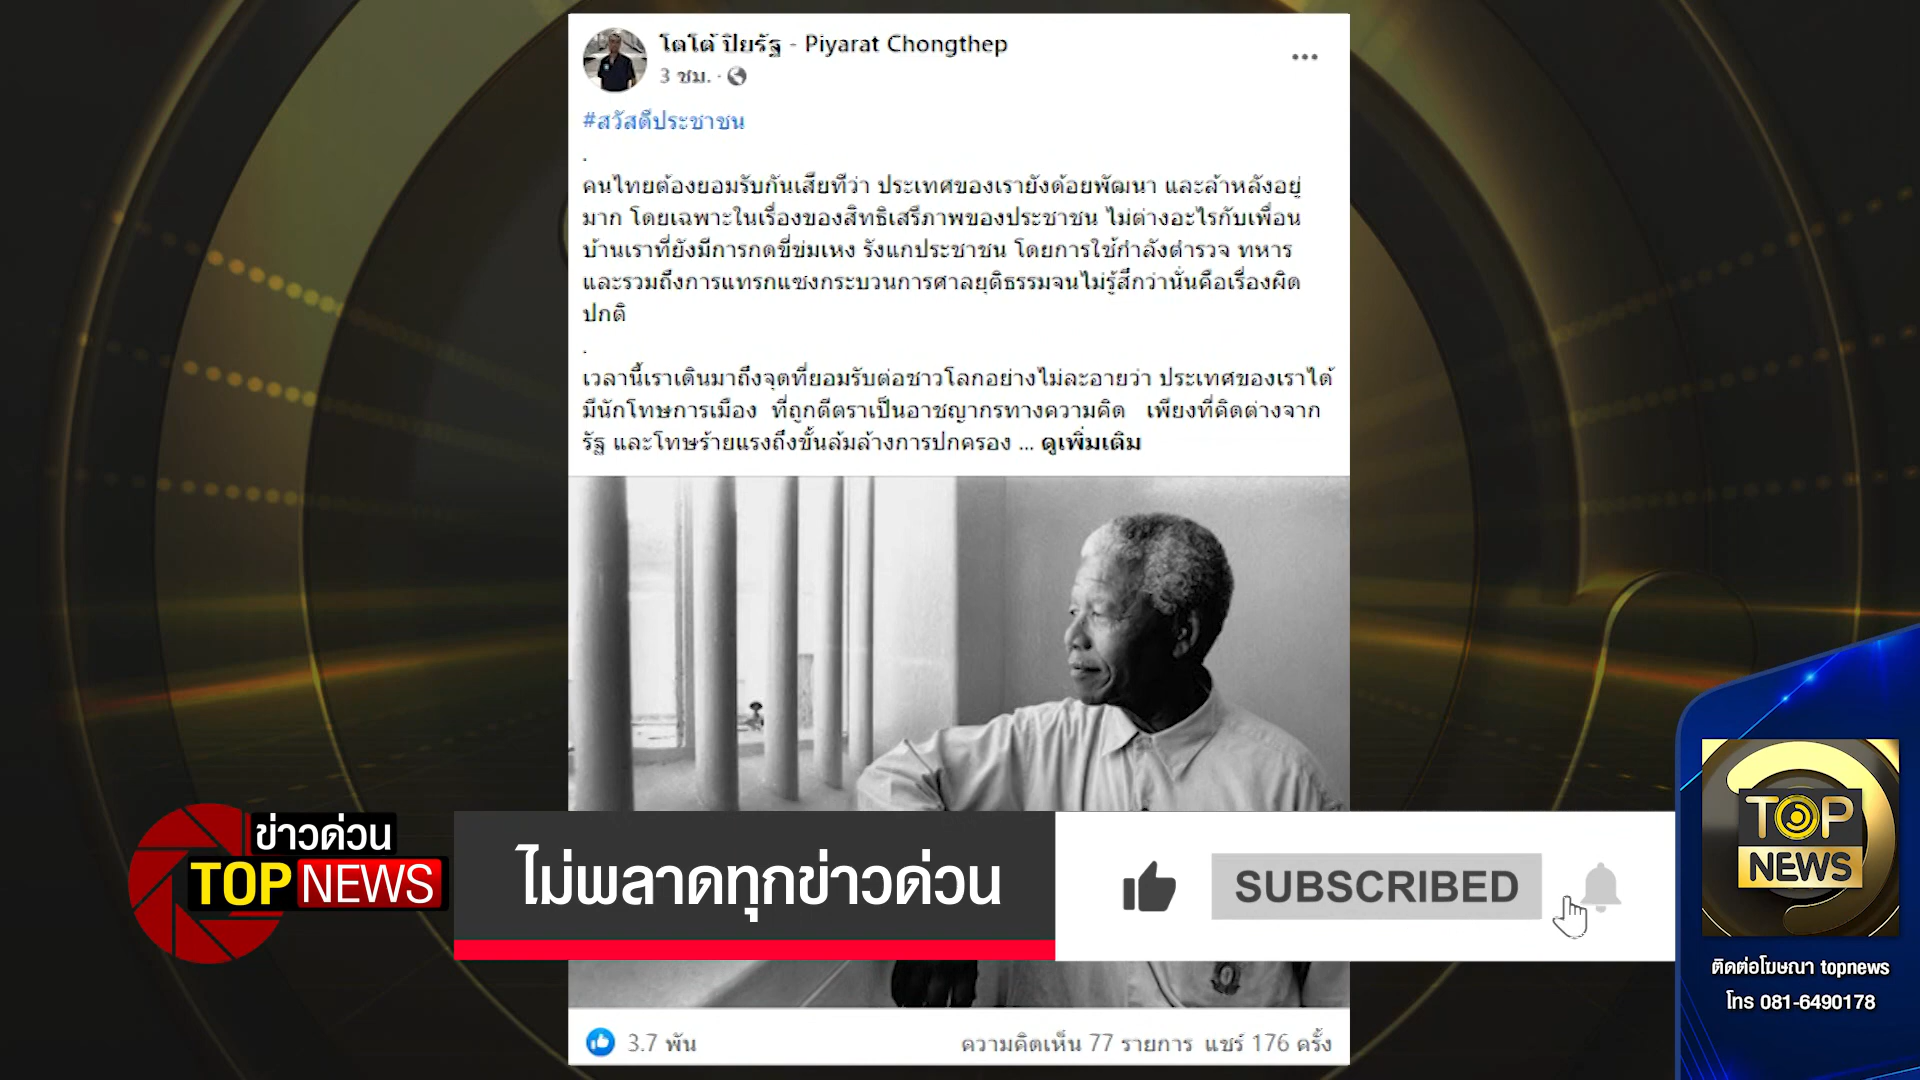 โตโต้ ปิยรัฐ - Piyarat Chongthep
3 ชม. ·
#สวัสดีประชาชน
.
คนไทยต้องยอมรับกันเสียทีว่า ประเทศของเรายังด้อยพัฒนา และล้าหลังอยู่
มาก โดยเฉพาะในเรื่องของสิทธิเสรีภาพของประชาชน ไม่ต่างอะไรกับเพื่อน
บ้านเราที่ยังมีการกดขี่ข่มเหง รังแกประชาชน โดยการใช้กำลังตำรวจ ทหาร
และรวมถึงการแทรกแซงกระบวนการศาลยุติธรรมจนไม่รู้สึกว่านั่นคือเรื่องผิด
ปกติ
.
เวลานี้เราเดินมาถึงจุดที่ยอมรับต่อชาวโลกอย่างไม่ละอายว่า ประเทศของเราได้
มีนักโทษการเมือง ที่ถูกตีตราเป็นอาชญากรทางความคิด เพียงที่คิดต่างจาก
รัฐ และโทษร้ายแรงถึงขั้นล้มล้างการปกครอง ... ดูเพิ่มเติม
ข่าวด่วน
TOP NEWS
ไม่พลาดทุกข่าวด่วน
SUBSCRIBED
TOP
NEWS
ติดต่อโฆษณา topnews
โทร 081-6490178
3.7 พัน
ความคิดเห็น 77 รายการ แชร์ 176 ครั้ง